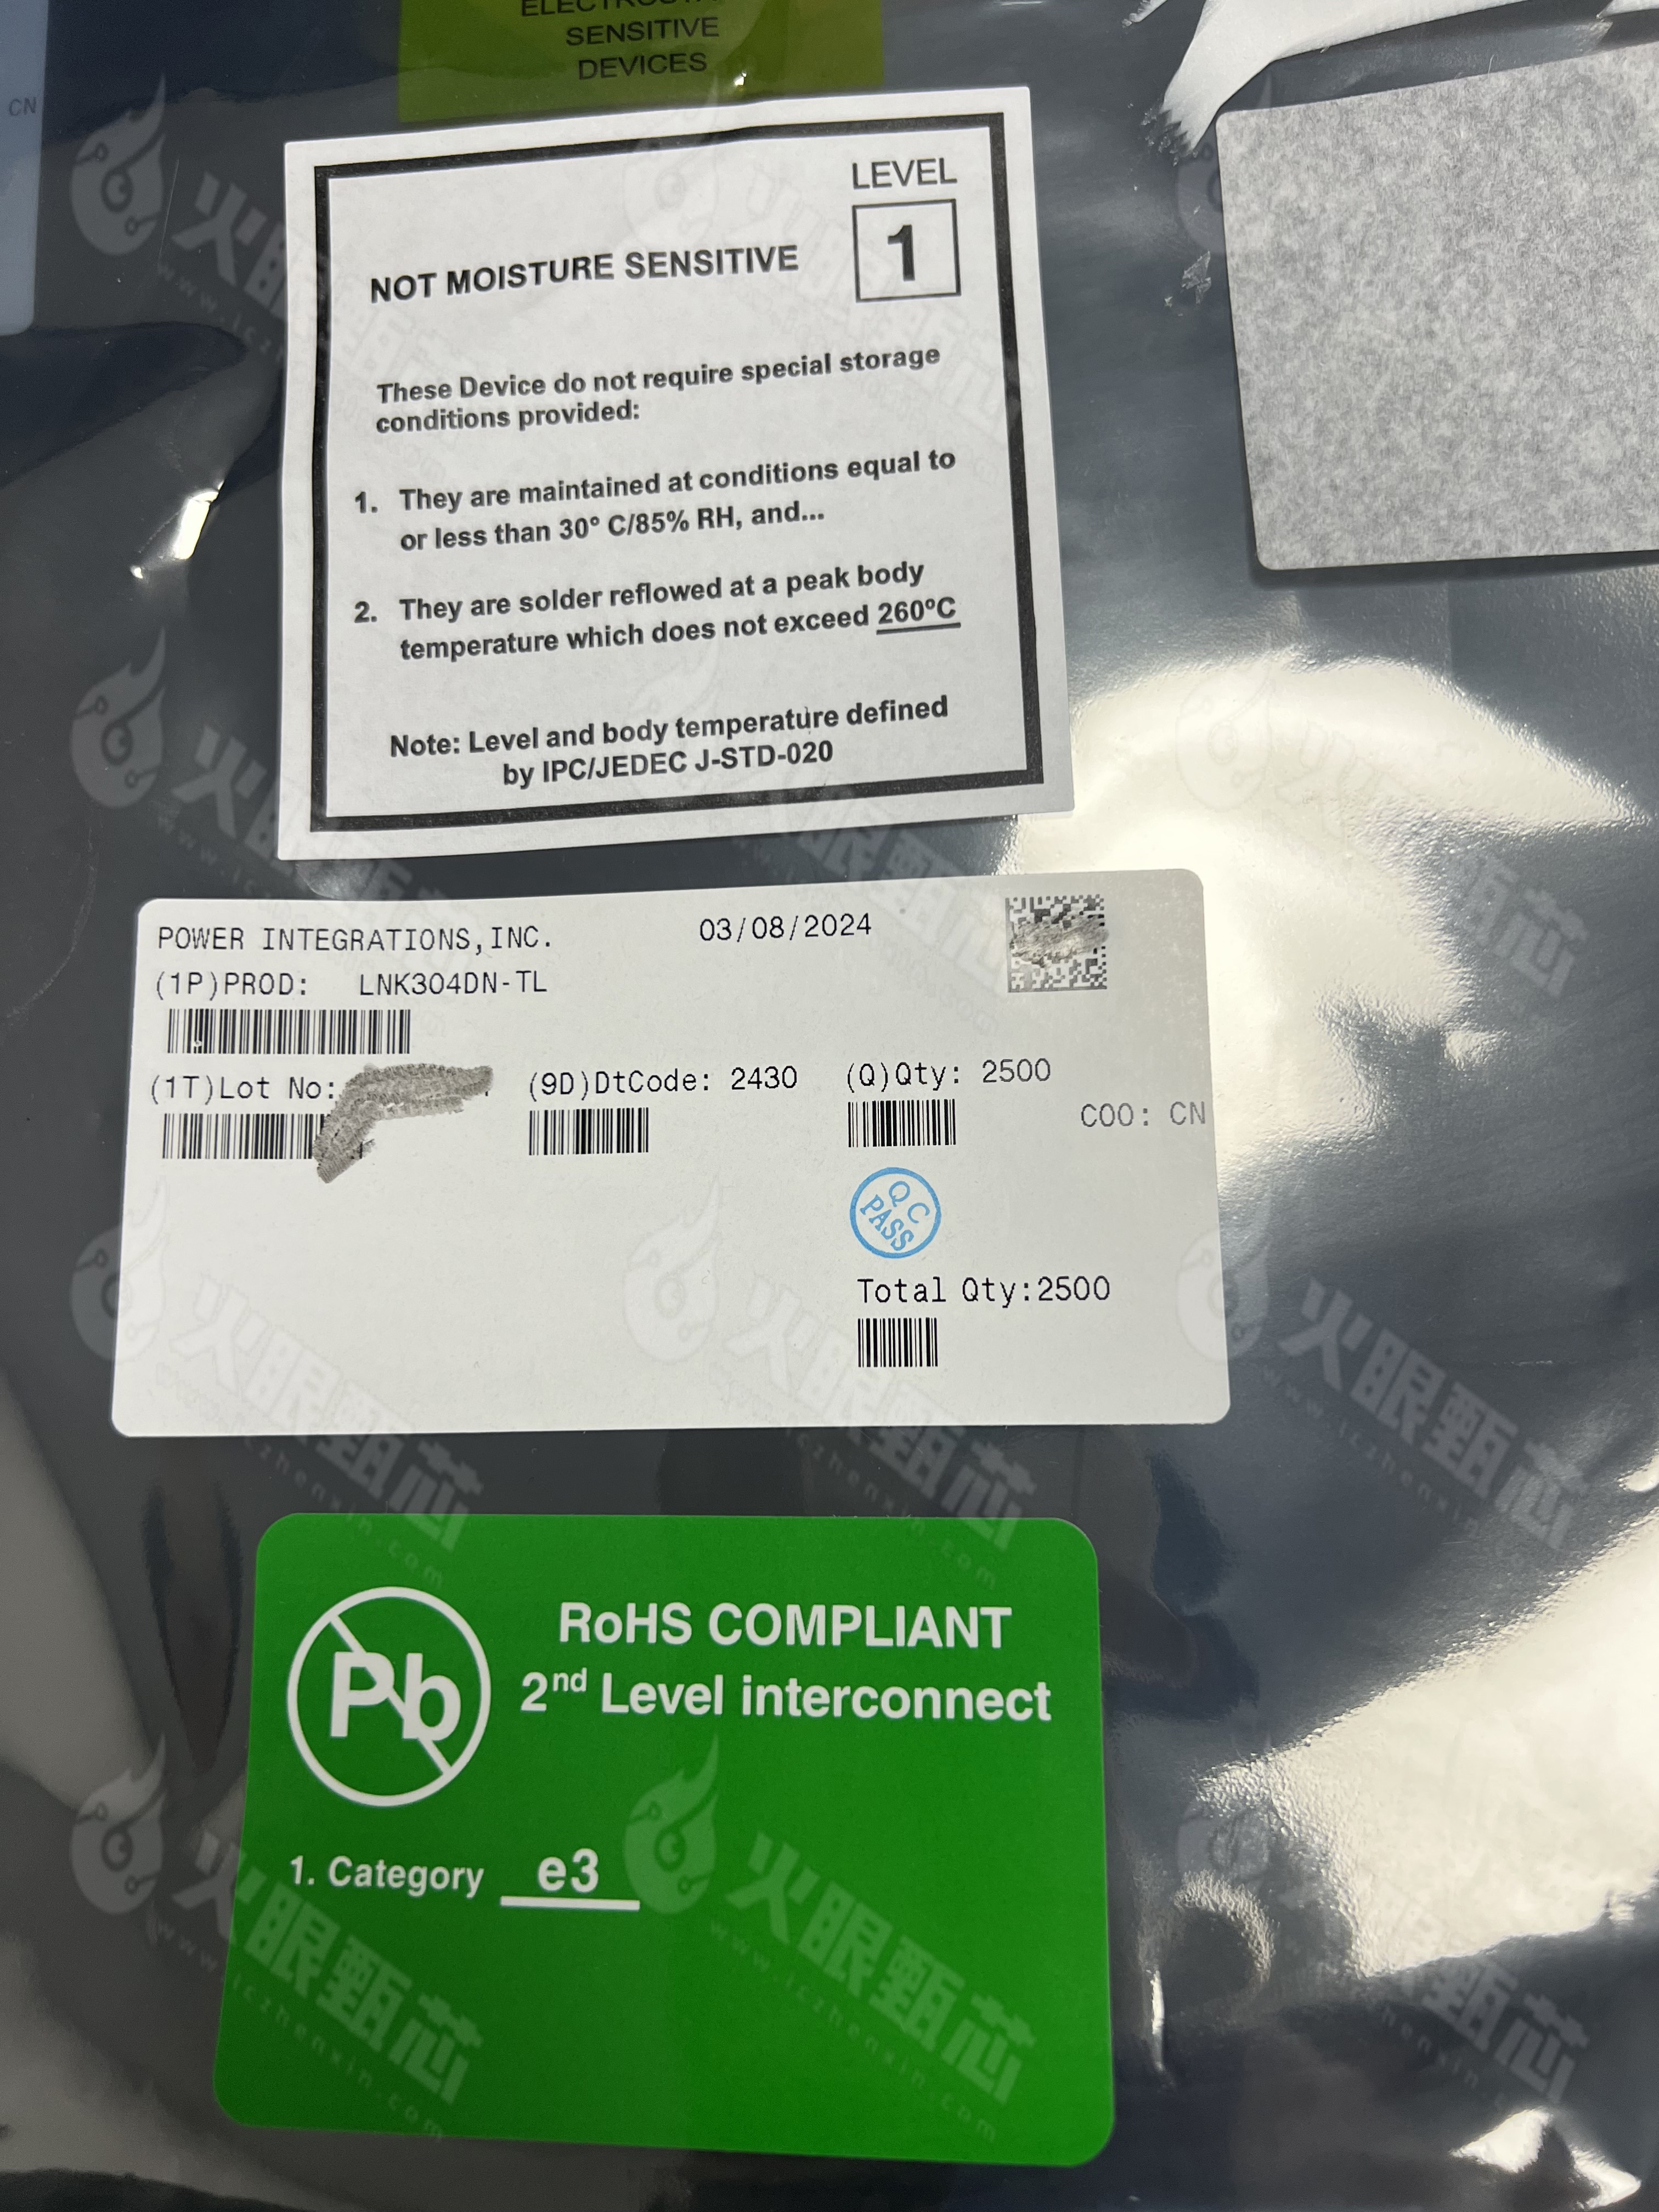 CN
SENSITIVE
DEVICES
LEVEL
1
NOT MOISTURE SENSITIVE
These Device do not require special storage
conditions provided:
1. They are maintained at conditions equal to
or less than 30° C/85% RH, and...
2. They are solder reflowed at a peak body
temperature which does not exceed 260°C
Note: Level and body temperature defined
by IPC/JEDEC J-STD-020
POWER INTEGRATIONS,INC.
03/08/2024
(1P)PROD: LNK304DN-TL
(1T)Lot No:
(9D)DtCode: 2430
(Q)Qty: 2500
COO: CN
QC
PASS
Total Qty:2500
Pb
RoHS COMPLIANT
2nd Level interconnect
1. Category e3
火眼甄芯
www.iczhenxin.com